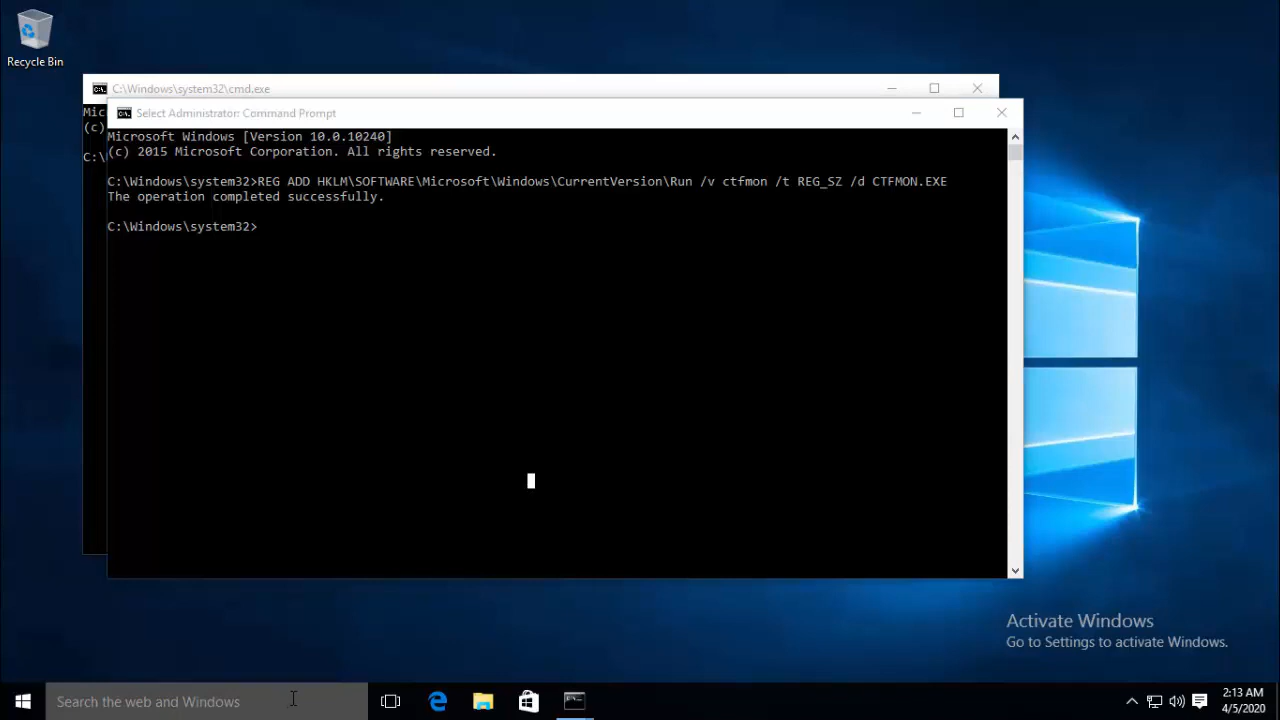 Recycle Bin
C:\Windows\system32\cmd.exe
Mic
(c)
C:\
Select Administrator: Command Prompt
Microsoft Windows [Version 10.0.10240]
(c) 2015 Microsoft Corporation. All rights reserved.
C:\Windows\system32>REG ADD HKLM\SOFTWARE\Microsoft\Windows\CurrentVersion\Run /v ctfmon /t REG_SZ /d CTFMON.EXE
The operation completed successfully.
C:\Windows\system32>
Activate Windows
Go to Settings to activate Windows.
Search the web and Windows
2:13 AM
4/5/2020